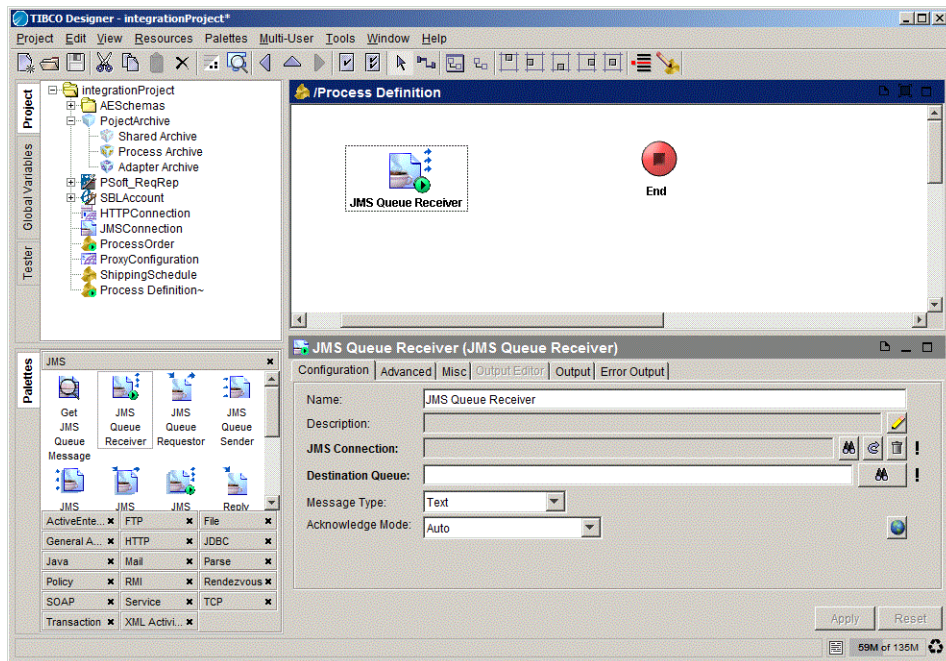 TIBCO Designer - integrationProject*
Project Edit View Resources Palettes Multi-User Tools Window Help
Project
Global Variables
Tester
integrationProject
AESchemas
PojectArchive
Shared Archive
Process Archive
Adapter Archive
PSoft_ReqRep
SBLAccount
HTTPConnection
JMSConnection
ProcessOrder
ProxyConfiguration
ShippingSchedule
Process Definition~
/Process Definition
JMS Queue Receiver
End
Palettes
JMS
Get JMS Queue Message
JMS Queue Receiver
JMS Queue Requestor
JMS Queue Sender
JMS
JMS
JMS
Reply
ActiveEnte... FTP File
General A... HTTP JDBC
Java Mail Parse
Policy RMI Rendezvous
SOAP Service TCP
Transaction XML Activi...
JMS Queue Receiver (JMS Queue Receiver)
Configuration Advanced Misc Output Editor Output Error Output
Name: JMS Queue Receiver
Description:
JMS Connection: !
Destination Queue: !
Message Type: Text
Acknowledge Mode: Auto
Apply Reset
59M of 135M